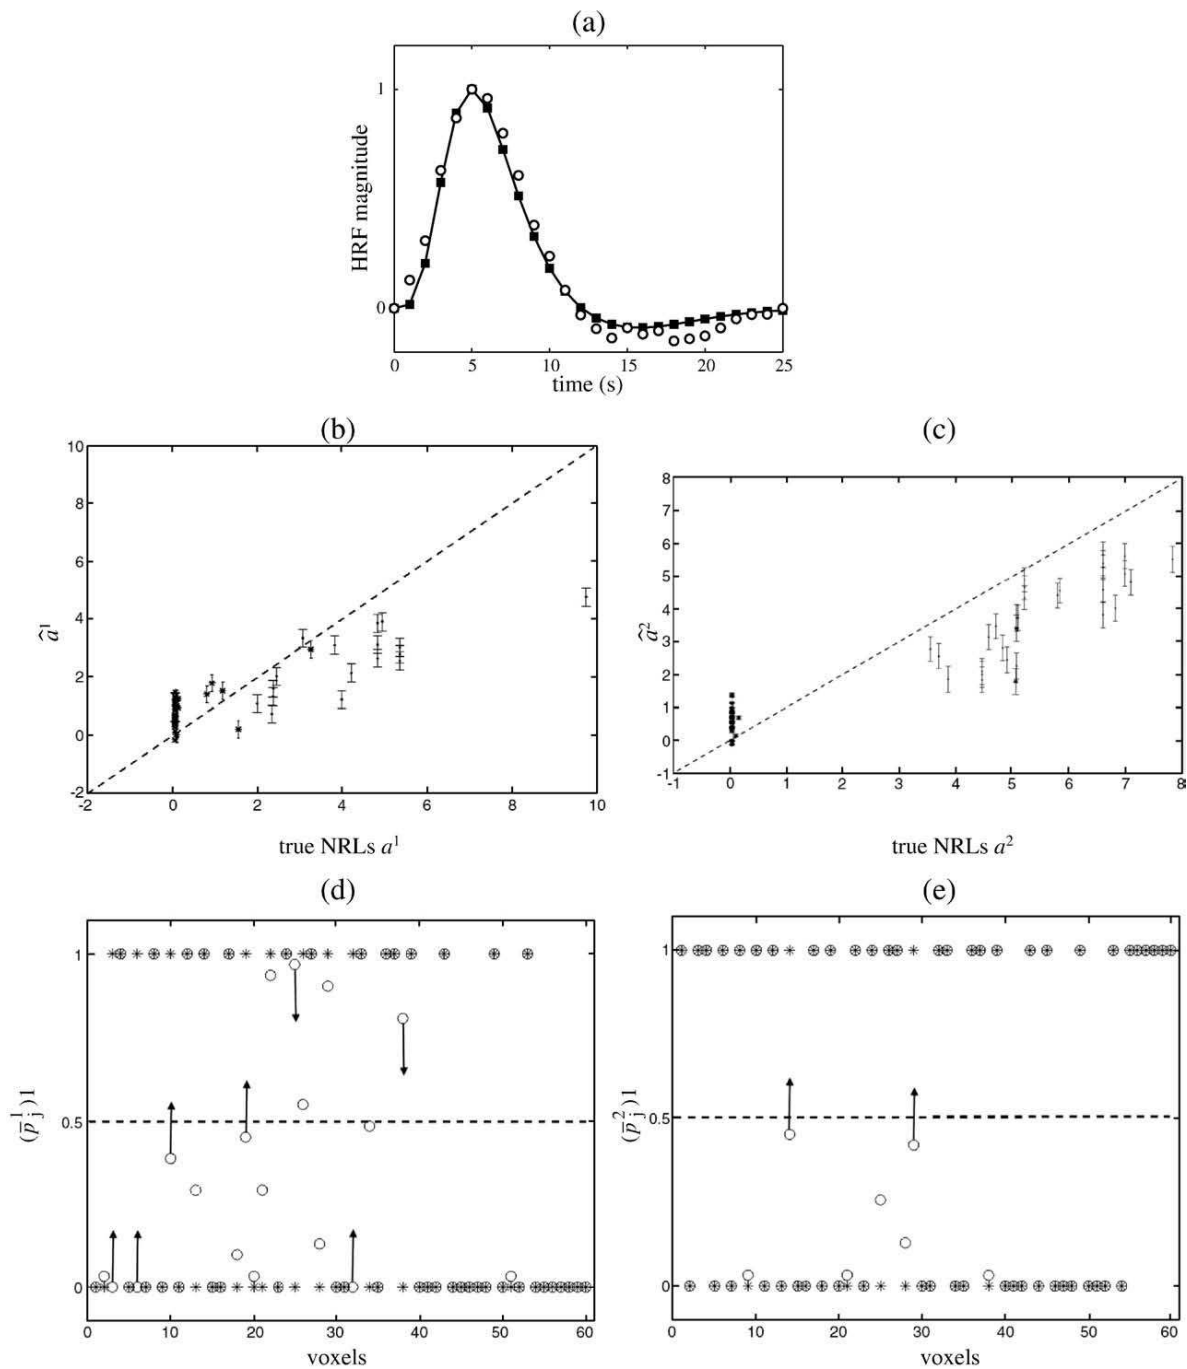 (a)
1
HRF magnitude
0
0 5 10 15 20 25
time (s)
(b)
10
8
6
4
2
0
-2
â¹
-2 0 2 4 6 8 10
true NRLs a¹
(c)
8
7
6
5
4
3
2
1
0
-1
â²
-1 0 1 2 3 4 5 6 7 8
true NRLs a²
(d)
1
0.5
0
(p̅ ¹ j)1
0 10 20 30 40 50 60
voxels
(e)
1
0.5
0
(p̅ ² j)1
0 10 20 30 40 50 60
voxels